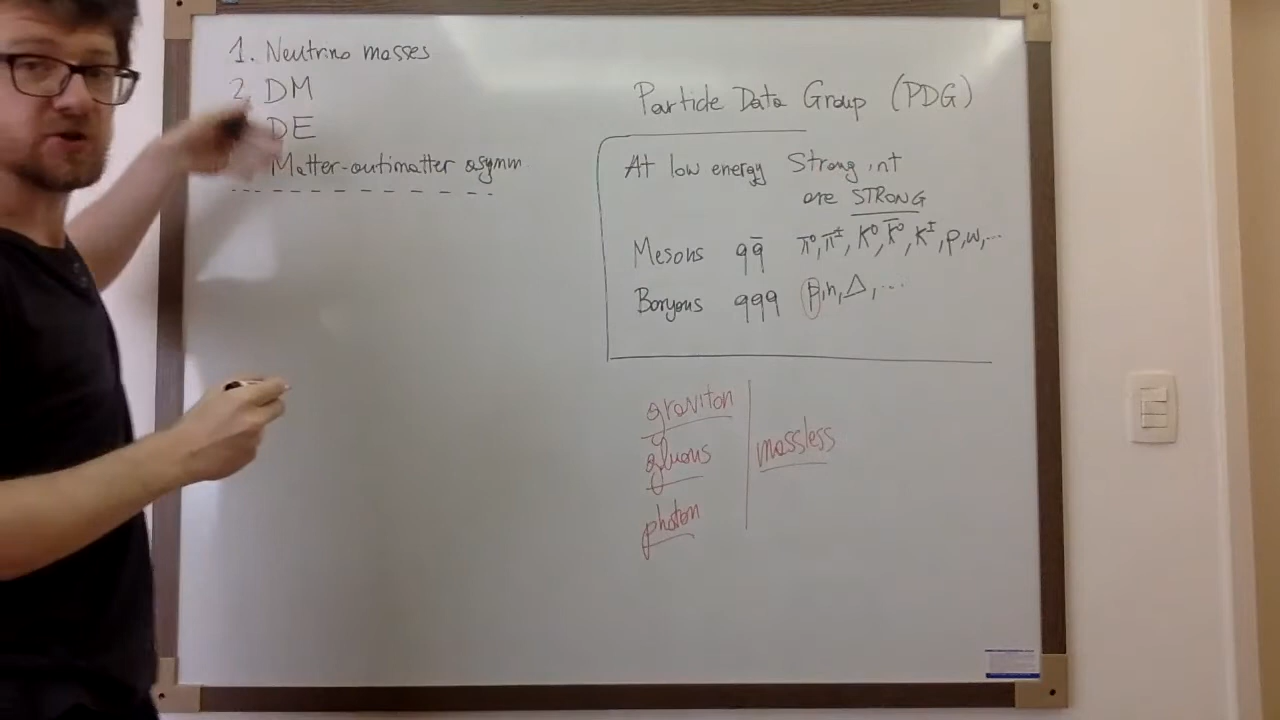 1. Neutrino masses
2. DM
DE
Matter-antimatter asymm
Particle Data Group (PDG)
At low energy Strong int
are STRONG
Mesons qq̄ π⁰, π±, K⁰, K̄⁰, K±, ρ, ω, ...
Baryons qqq p, n, Δ, ...
graviton
gluons massless
photon